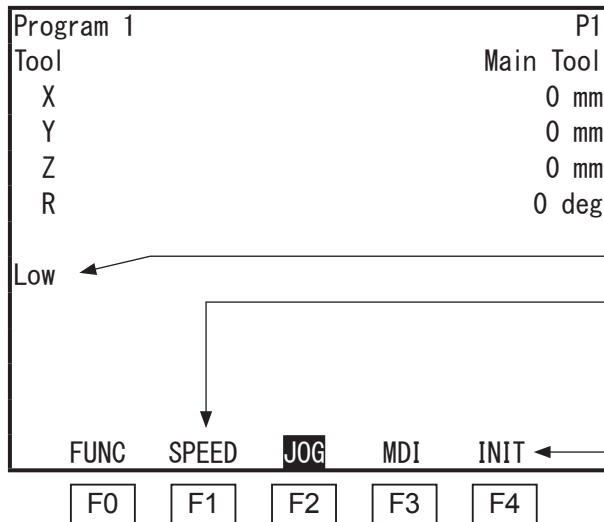 Program 1 P1
Tool Main Tool
X 0 mm
Y 0 mm
Z 0 mm
R 0 deg
Low
FUNC SPEED JOG MDI INIT
F0 F1 F2 F3 F4